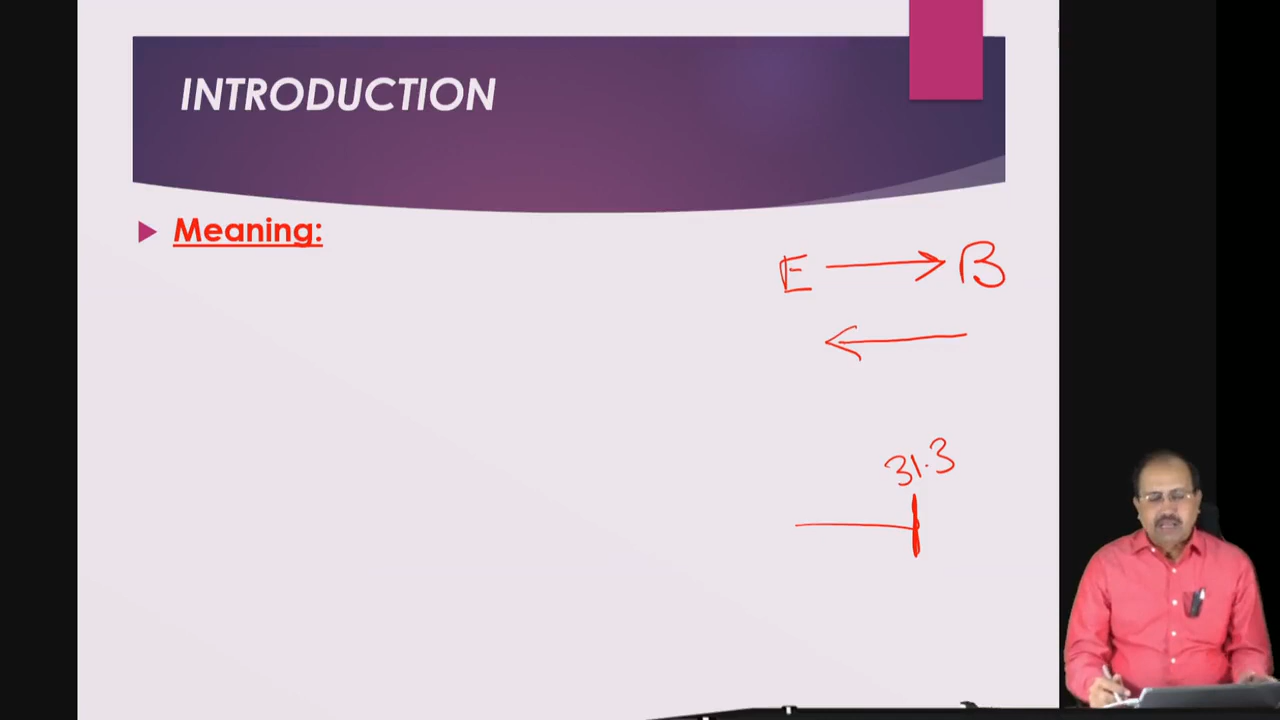 INTRODUCTION
Meaning:
E → B
←
31.3